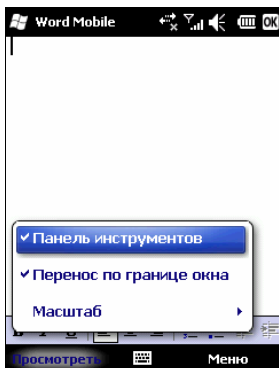 Word Mobile OK
Панель инструментов
Перенос по границе окна
Масштаб
Просмотреть Меню